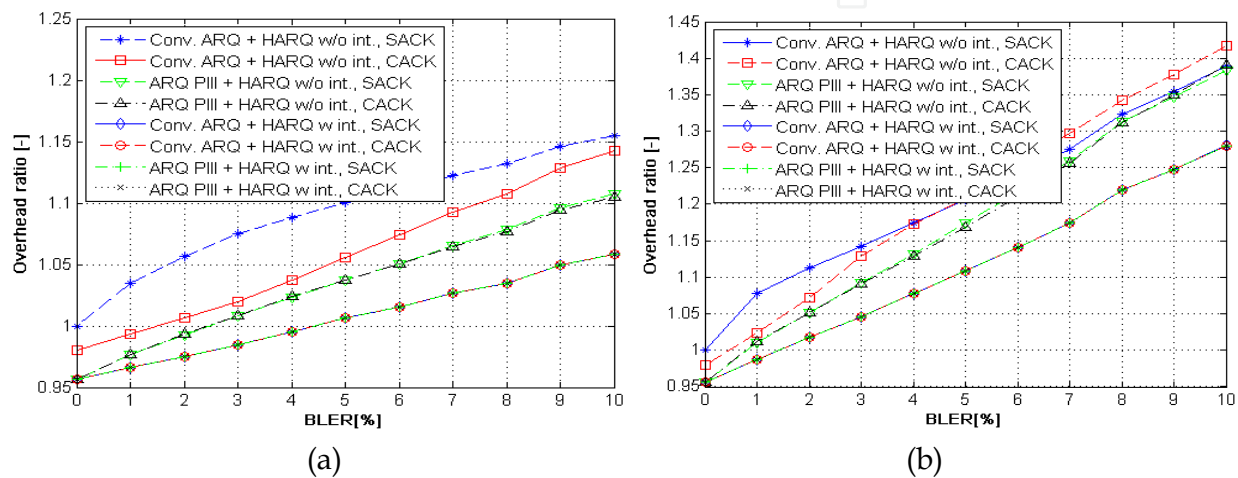 1.25
1.2
1.15
1.1
1.05
1
0.95
Overhead ratio [-]
Conv. ARQ + HARQ w/o int., SACK
Conv. ARQ + HARQ w/o int., CACK
ARQ PIII + HARQ w/o int., SACK
ARQ PIII + HARQ w/o int., CACK
Conv. ARQ + HARQ w int., SACK
Conv. ARQ + HARQ w int., CACK
ARQ PIII + HARQ w int., SACK
ARQ PIII + HARQ w int., CACK
0 1 2 3 4 5 6 7 8 9 10
BLER[%]
(a)
1.45
1.4
1.35
1.3
1.25
1.2
1.15
1.1
1.05
1
0.95
Overhead ratio [-]
Conv. ARQ + HARQ w/o int., SACK
Conv. ARQ + HARQ w/o int., CACK
ARQ PIII + HARQ w/o int., SACK
ARQ PIII + HARQ w/o int., CACK
Conv. ARQ + HARQ w int., SACK
Conv. ARQ + HARQ w int., CACK
ARQ PIII + HARQ w int., SACK
ARQ PIII + HARQ w int., CACK
0 1 2 3 4 5 6 7 8 9 10
BLER[%]
(b)